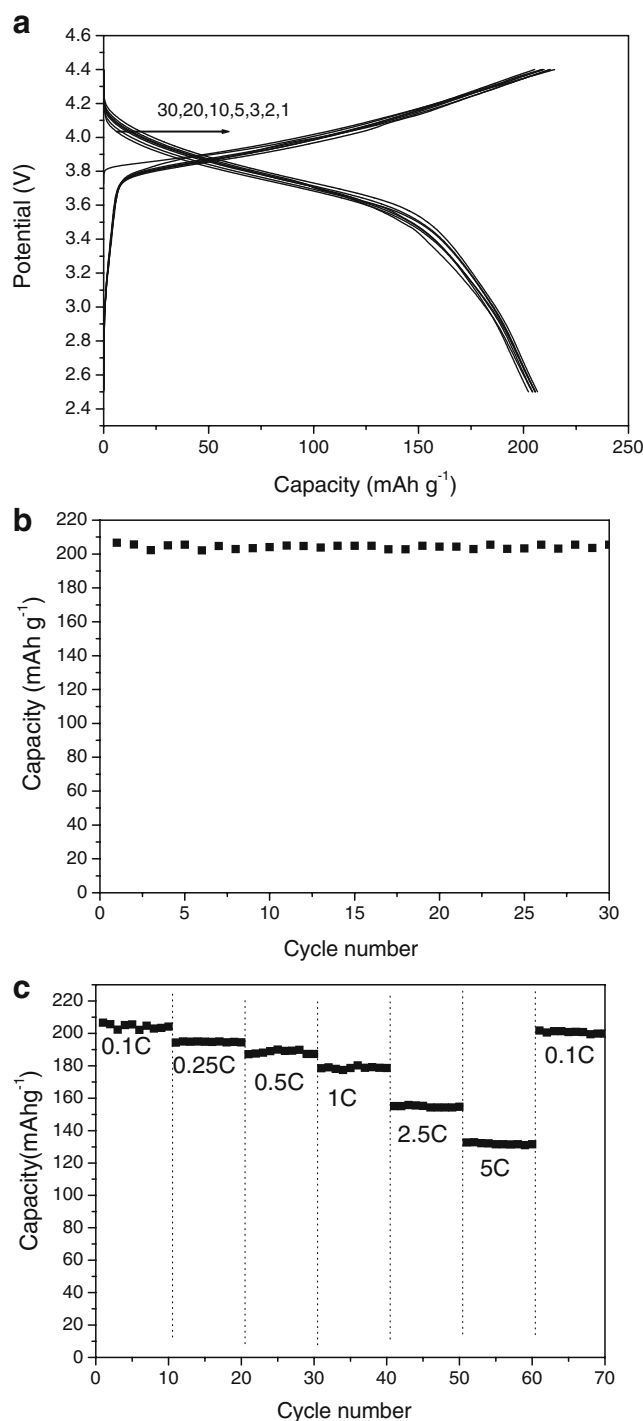 a
4.6
4.4
4.2
4.0
3.8
3.6
3.4
3.2
3.0
2.8
2.6
2.4
Potential (V)
30,20,10,5,3,2,1
0 50 100 150 200 250
Capacity (mAh g-1)
b
220
200
180
160
140
120
100
80
60
40
20
0
Capacity (mAh g-1)
0 5 10 15 20 25 30
Cycle number
c
220
200
180
160
140
120
100
80
60
40
20
0
Capacity(mAhg-1)
0.1C 0.25C 0.5C 1C 2.5C 5C 0.1C
0 10 20 30 40 50 60 70
Cycle number